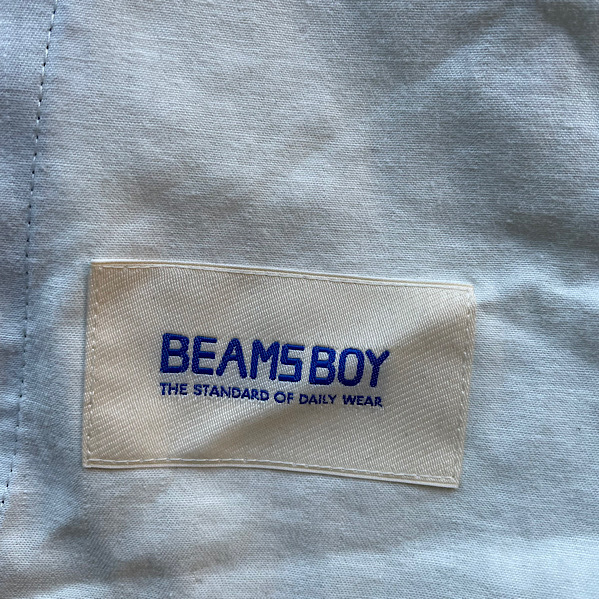 BEAMS BOY
THE STANDARD OF DAILY WEAR